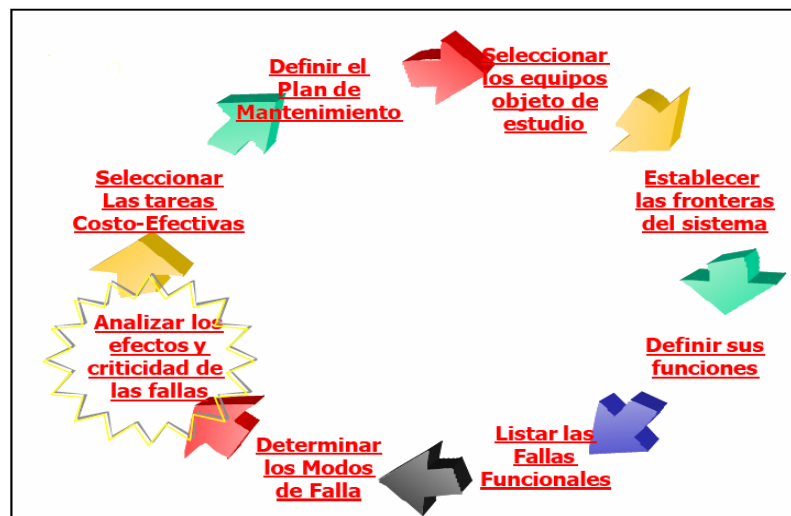 Definir el
Plan de
Mantenimiento
Seleccionar
los equipos
objeto de
estudio
Establecer
las fronteras
del sistema
Definir sus
funciones
Listar las
Fallas
Funcionales
Determinar
los Modos
de Falla
Analizar los
efectos y
criticidad de
las fallas
Seleccionar
Las tareas
Costo-Efectivas